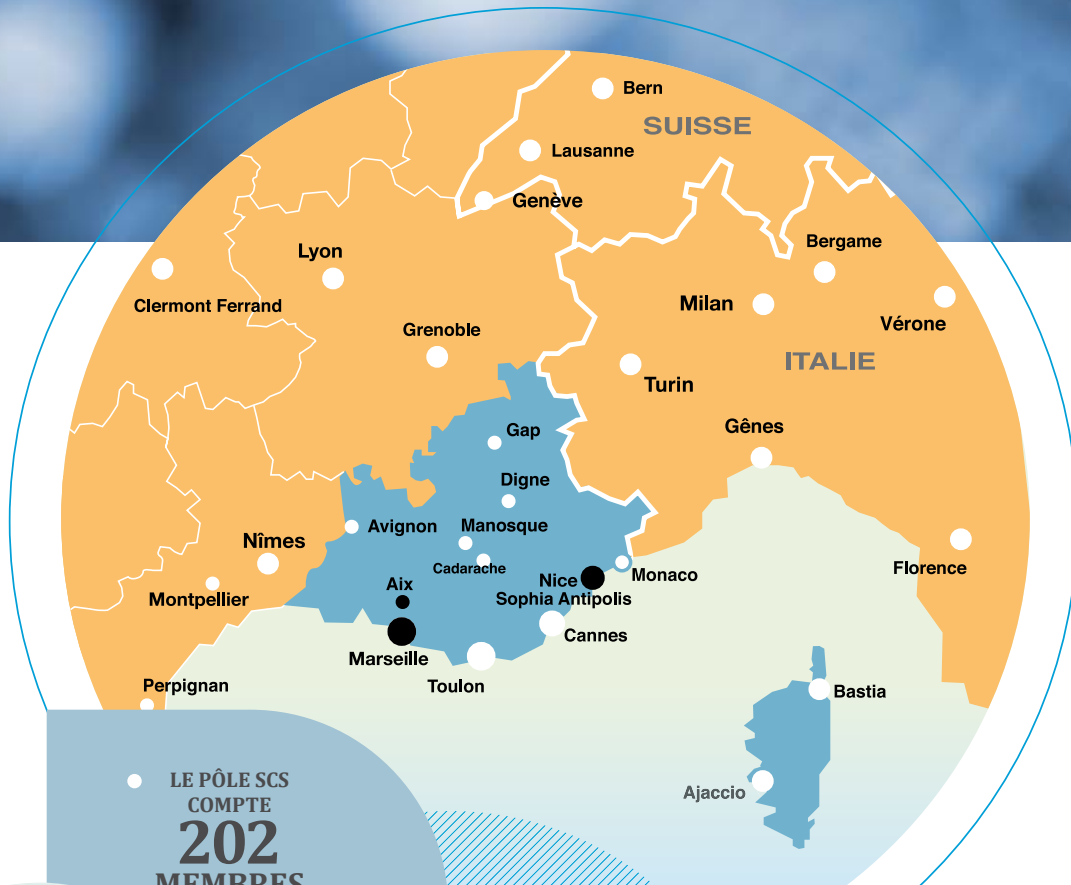 Bern
SUISSE
Lausanne
Genève
Bergame
Lyon
Clermont Ferrand
Milan
Vérone
Grenoble
ITALIE
Turin
Gap
Gênes
Digne
Avignon
Manosque
Nîmes
Cadarache
Florence
Aix
Nice
Monaco
Montpellier
Sophia Antipolis
Cannes
Marseille
Toulon
Perpignan
Bastia
Ajaccio
LE PÔLE SCS
COMPTE
202
MEMBRES